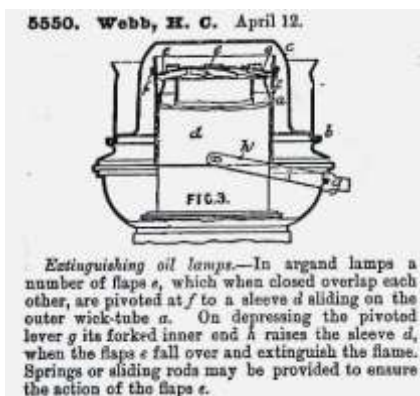 5550. Webb, H. C. April 12.
e e g c
f f
a
d b
h
g
FIG.3.
Extinguishing oil lamps.—In argand lamps a
number of flaps e, which when closed overlap each
other, are pivoted at f to a sleeve d sliding on the
outer wick-tube a. On depressing the pivoted
lever g its forked inner end h raises the sleeve d,
when the flaps e fall over and extinguish the flame.
Springs or sliding rods may be provided to ensure
the action of the flaps e.